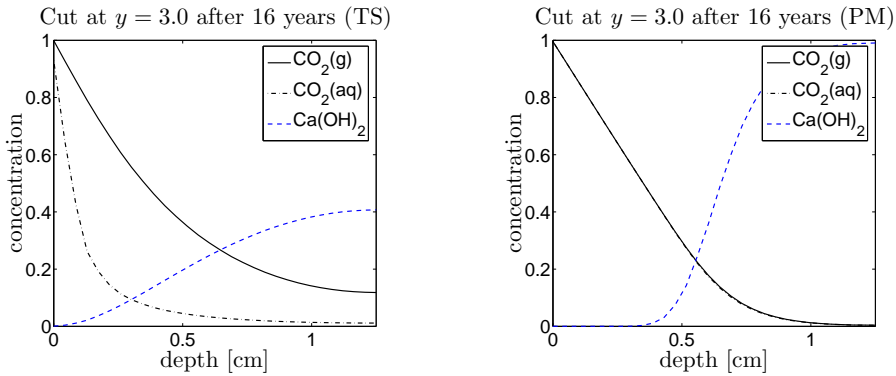 Cut at y = 3.0 after 16 years (TS)
1
0.8
0.6
0.4
0.2
0
concentration
CO2(g)
CO2(aq)
Ca(OH)2
0
0.5
1
depth [cm]
Cut at y = 3.0 after 16 years (PM)
1
0.8
0.6
0.4
0.2
0
concentration
CO2(g)
CO2(aq)
Ca(OH)2
0
0.5
1
depth [cm]